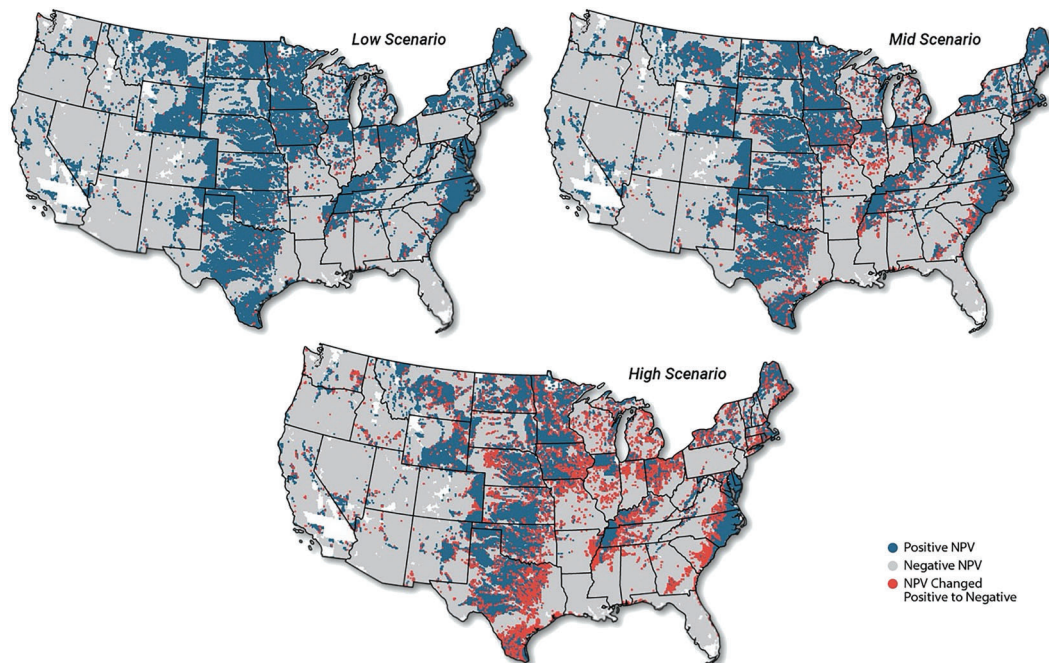 Low Scenario
Mid Scenario
High Scenario
Positive NPV
Negative NPV
NPV Changed
Positive to Negative